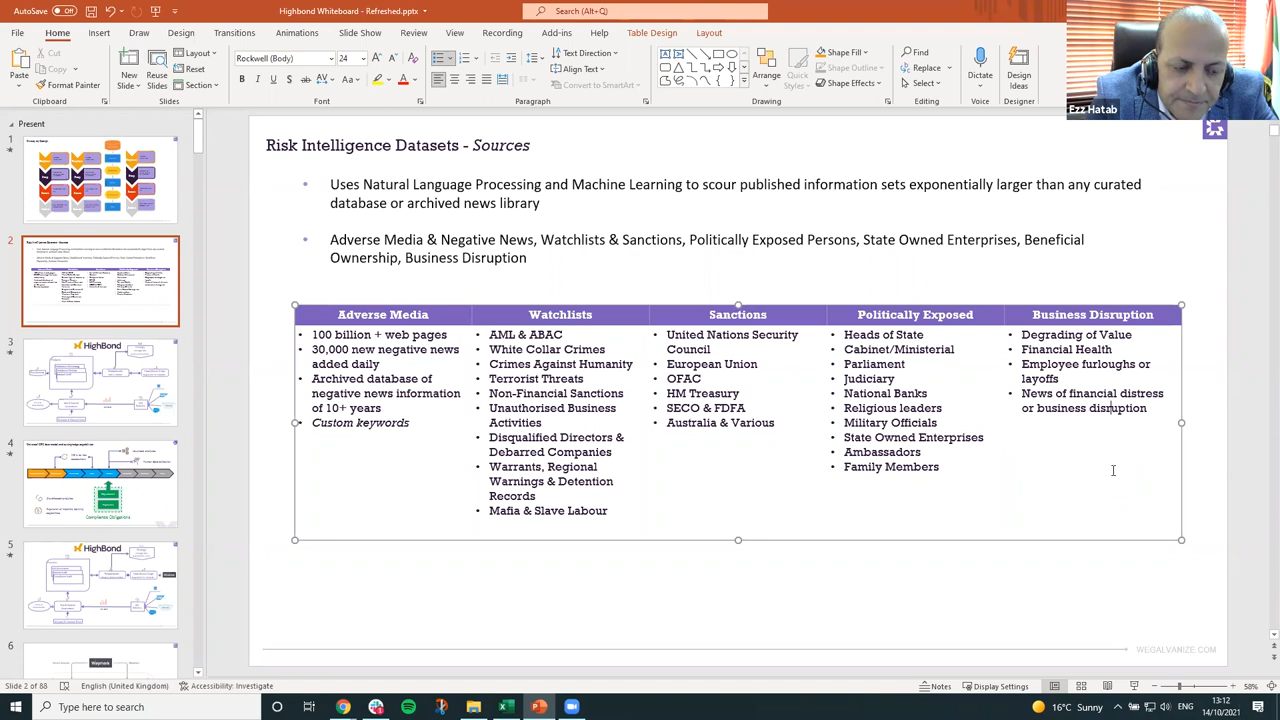 AutoSave Off Highbond Whiteboard - Refreshed.pptx Search (Alt+Q)
File Home Insert Draw Design Transitions Recording Table Design
Cut
Copy
Format Painter
Paste
Clipboard
New Slide
Reuse Slides
Layout
Reset
Section
Slides
Rockwell (Body) 24
Font
Text Direction
Align Text
Convert to SmartArt
Paragraph
Arrange
Quick Styles
Shape Fill
Shape Outline
Shape Effects
Drawing
Find
Replace
Select
Editing
Dictate
Voice
Design Ideas
Designer
Ezz Hatab
Present
1
2
3
4
5
6
HighBond
HighBond
Risk Intelligence Datasets - Sources
• Uses Natural Language Processing and Machine Learning to scour published information sets exponentially larger than any curated
database or archived news library
• Adverse Media & Negative News, Watchlists & Sanctions, Politically Exposed Persons, State Owned Enterprises, Beneficial
Ownership, Business Disruption
Adverse Media
• 100 billion + web pages
• 30,000 new negative news
added daily
• Archived database of
negative news information
of 10+ years
• Custom keywords
Watchlists
• AML & ABAC
• White Collar Crimes
• Crimes Against Humanity
• Terrorist Threats
• Non-Financial Sanctions
• Unauthorised Business
Activities
• Disqualified Directors &
Debarred Companies
• Warrants, Regional
Warnings & Detention
Records
• Mafia & Slave Labour
Sanctions
• United Nations Security
Council
• European Union
• OFAC
• HM Treasury
• SECO & FDFA
• Australia & Various
Politically Exposed
• Heads of State
• Cabinet/Ministerial
• Parliament
• Judiciary
• National Banks
• Religious leaders
• Military Officials
• State Owned Enterprises
• Ambassadors
• Family Members
Business Disruption
• Degrading of Value
• Financial Health
• Employee furloughs or
layoffs
• News of financial distress
or business disruption
WEGALVANIZE.COM
Slide 2 of 88 English (United Kingdom) Accessibility: Investigate Notes Display Settings 58%
Type here to search 16°C Sunny ENG 13:12
14/10/2021